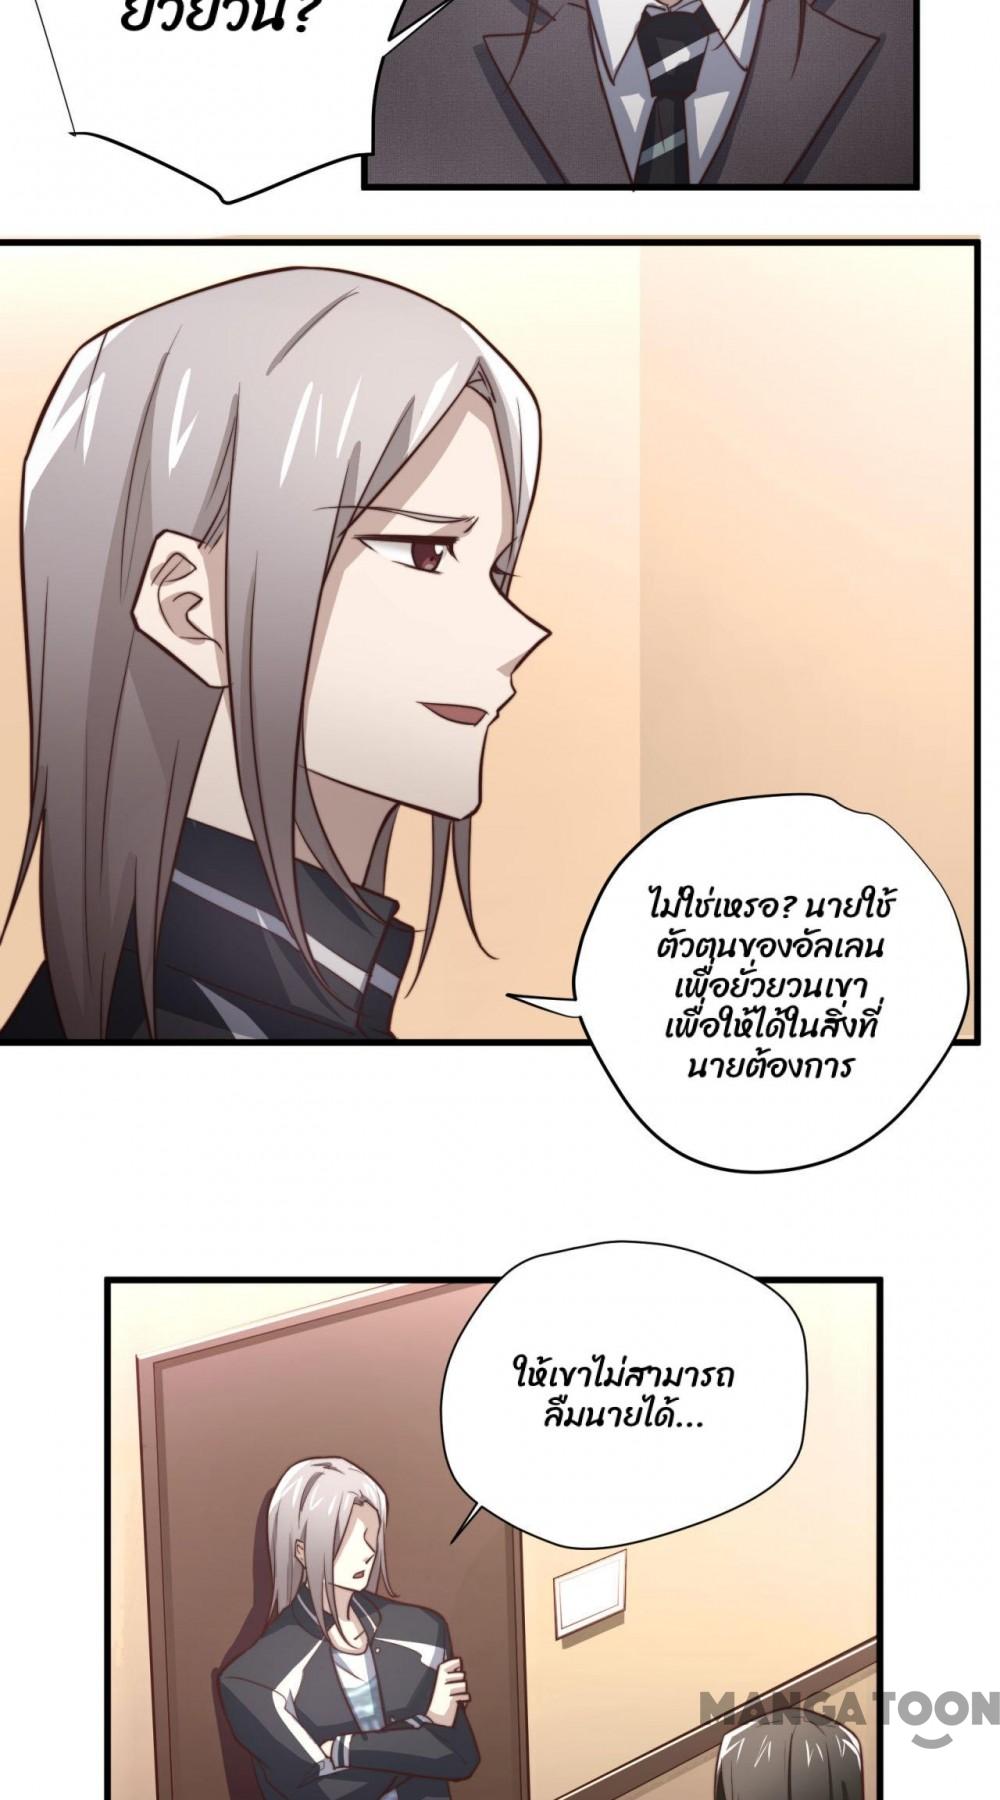 ยั่วยวน?
ไม่ใช่เหรอ? นายใช้
ตัวตนของอัลเลน
เพื่อยั่วยวนเขา
เพื่อให้ได้ในสิ่งที่
นายต้องการ
ให้เขาไม่สามารถ
ลืมนายได้...
MANGATOON